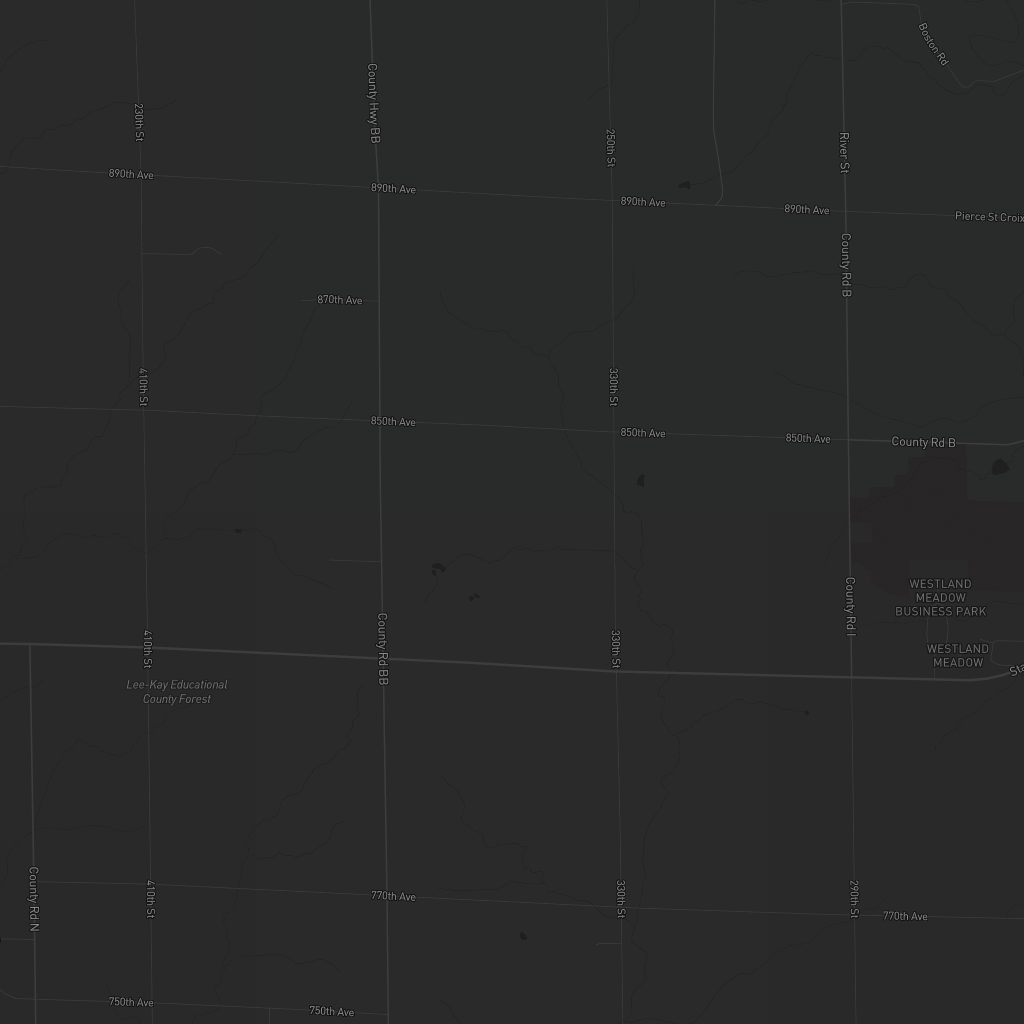 Boston Rd
County Hwy BB
230th St
250th St
River St
890th Ave
890th Ave
890th Ave
890th Ave
Pierce St Croix
County Rd B
870th Ave
410th St
330th St
850th Ave
850th Ave
850th Ave
County Rd B
WESTLAND
MEADOW
BUSINESS PARK
County Rd I
County Rd BB
410th St
330th St
WESTLAND
MEADOW
Sta
Lee-Kay Educational
County Forest
County Rd N
410th St
770th Ave
330th St
290th St
770th Ave
750th Ave
750th Ave